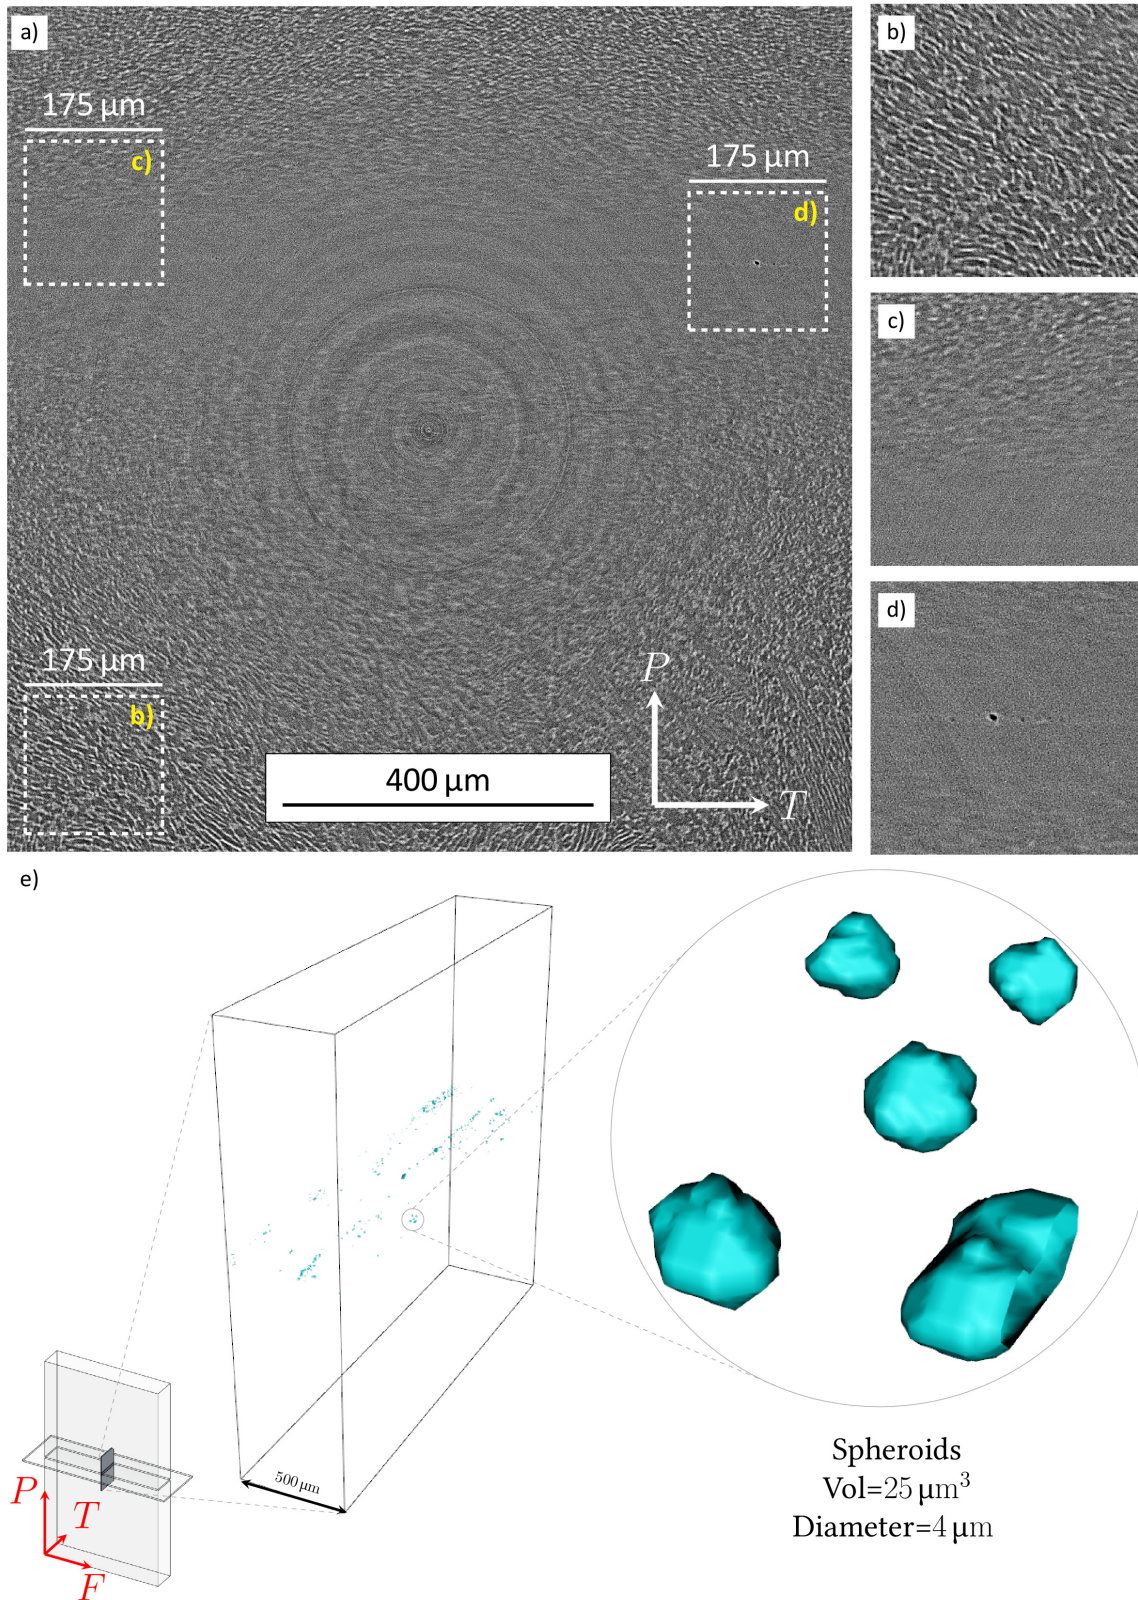 a)
175 µm
c)
175 µm
d)
175 µm
b)
P
400 µm
T
b)
c)
d)
e)
500 µm
P
T
F
Spheroids
Vol=25 µm³
Diameter=4 µm